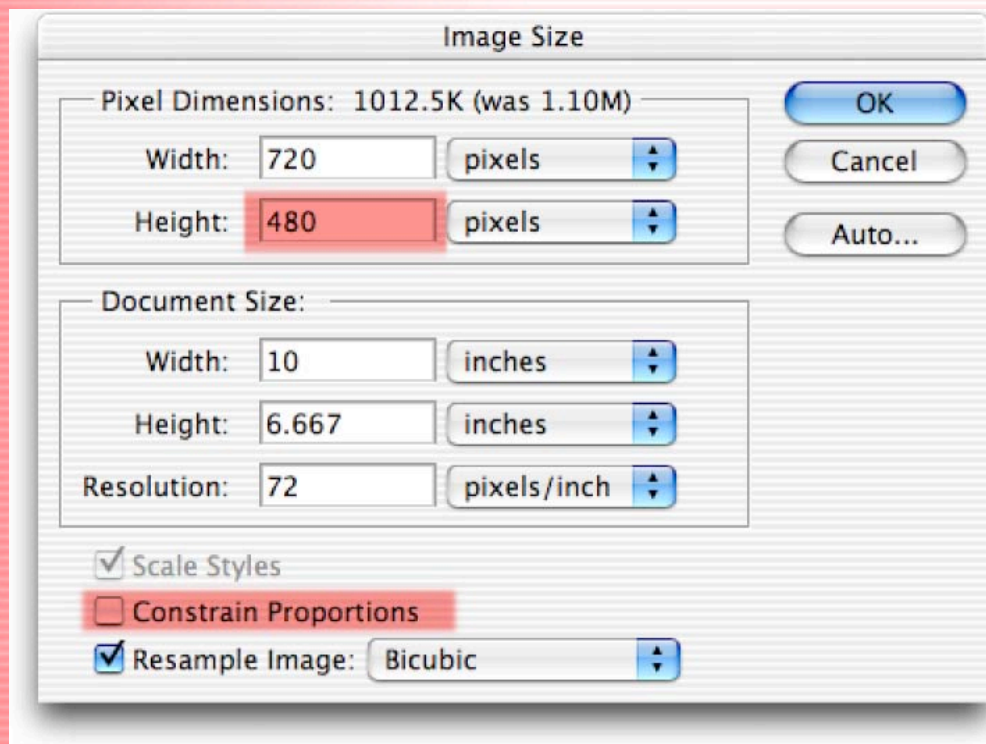 Image Size
Pixel Dimensions: 1012.5K (was 1.10M)
OK
Width: 720 pixels
Cancel
Height: 480 pixels
Auto...
Document Size:
Width: 10 inches
Height: 6.667 inches
Resolution: 72 pixels/inch
Scale Styles
Constrain Proportions
Resample Image: Bicubic